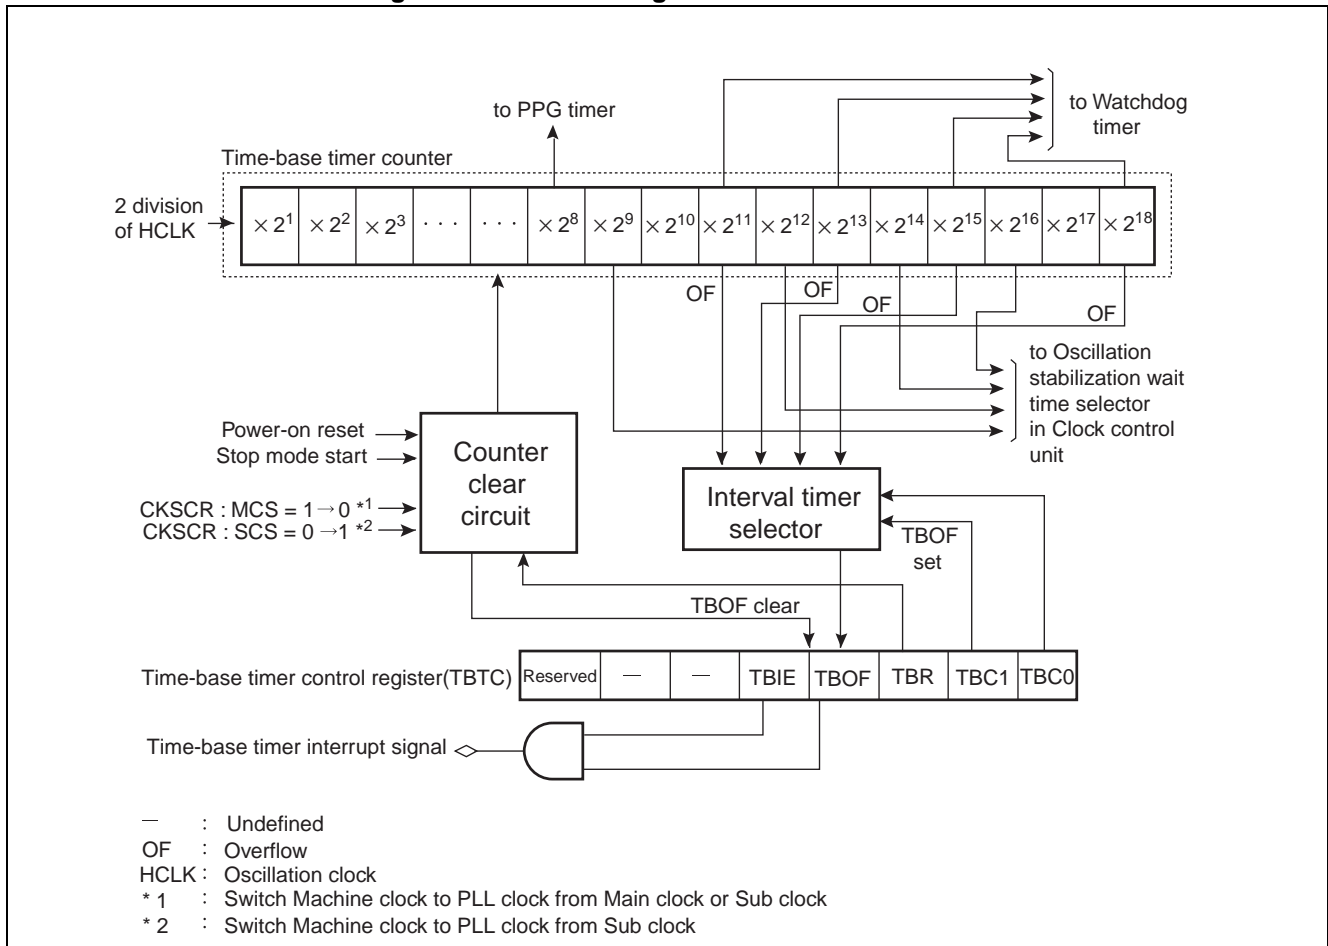 to PPG timer
to Watchdog
timer
Time-base timer counter
2 division
of HCLK
× 2¹ × 2² × 2³ · · · · · · × 2⁸ × 2⁹ × 2¹⁰ × 2¹¹ × 2¹² × 2¹³ × 2¹⁴ × 2¹⁵ × 2¹⁶ × 2¹⁷ × 2¹⁸
OF OF OF OF
to Oscillation
stabilization wait
time selector
in Clock control
unit
Power-on reset
Stop mode start
CKSCR : MCS = 1→0 *1
CKSCR : SCS = 0→1 *2
Counter
clear
circuit
Interval timer
selector
TBOF
set
TBOF clear
Time-base timer control register(TBTC) Reserved — — TBIE TBOF TBR TBC1 TBC0
Time-base timer interrupt signal
— : Undefined
OF : Overflow
HCLK : Oscillation clock
* 1 : Switch Machine clock to PLL clock from Main clock or Sub clock
* 2 : Switch Machine clock to PLL clock from Sub clock